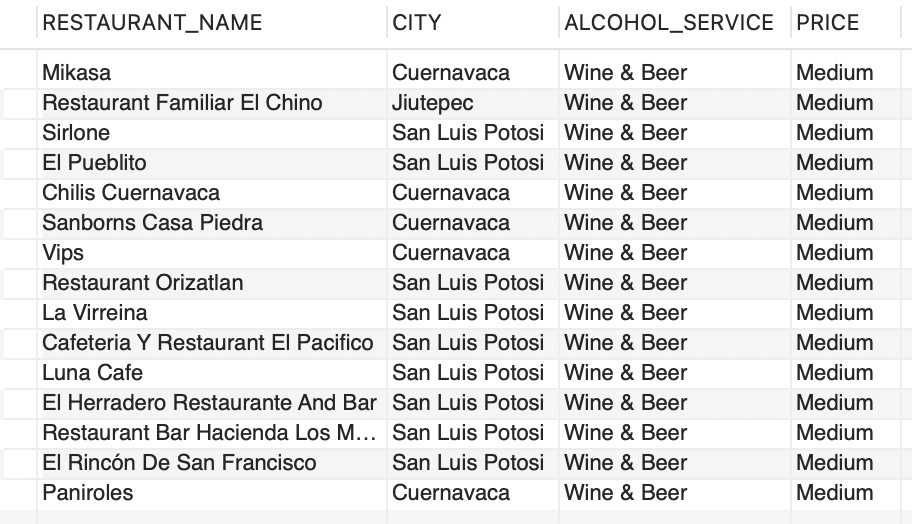 RESTAURANT_NAME CITY ALCOHOL_SERVICE PRICE
Mikasa Cuernavaca Wine & Beer Medium
Restaurant Familiar El Chino Jiutepec Wine & Beer Medium
Sirlone San Luis Potosi Wine & Beer Medium
El Pueblito San Luis Potosi Wine & Beer Medium
Chilis Cuernavaca Cuernavaca Wine & Beer Medium
Sanborns Casa Piedra Cuernavaca Wine & Beer Medium
Vips Cuernavaca Wine & Beer Medium
Restaurant Orizatlan San Luis Potosi Wine & Beer Medium
La Virreina San Luis Potosi Wine & Beer Medium
Cafeteria Y Restaurant El Pacifico San Luis Potosi Wine & Beer Medium
Luna Cafe San Luis Potosi Wine & Beer Medium
El Herradero Restaurante And Bar San Luis Potosi Wine & Beer Medium
Restaurant Bar Hacienda Los M... San Luis Potosi Wine & Beer Medium
El Rincón De San Francisco San Luis Potosi Wine & Beer Medium
Paniroles Cuernavaca Wine & Beer Medium